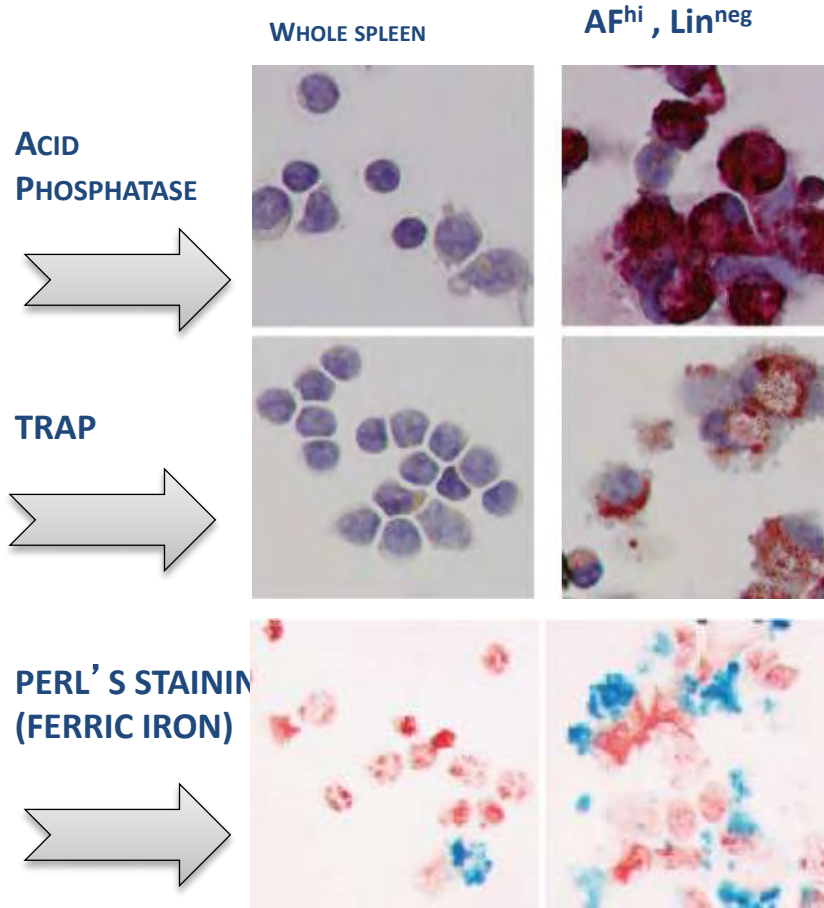 WHOLE SPLEEN
AFhi , Linneg
ACID
PHOSPHATASE
TRAP
PERL' S STAININ
(FERRIC IRON)